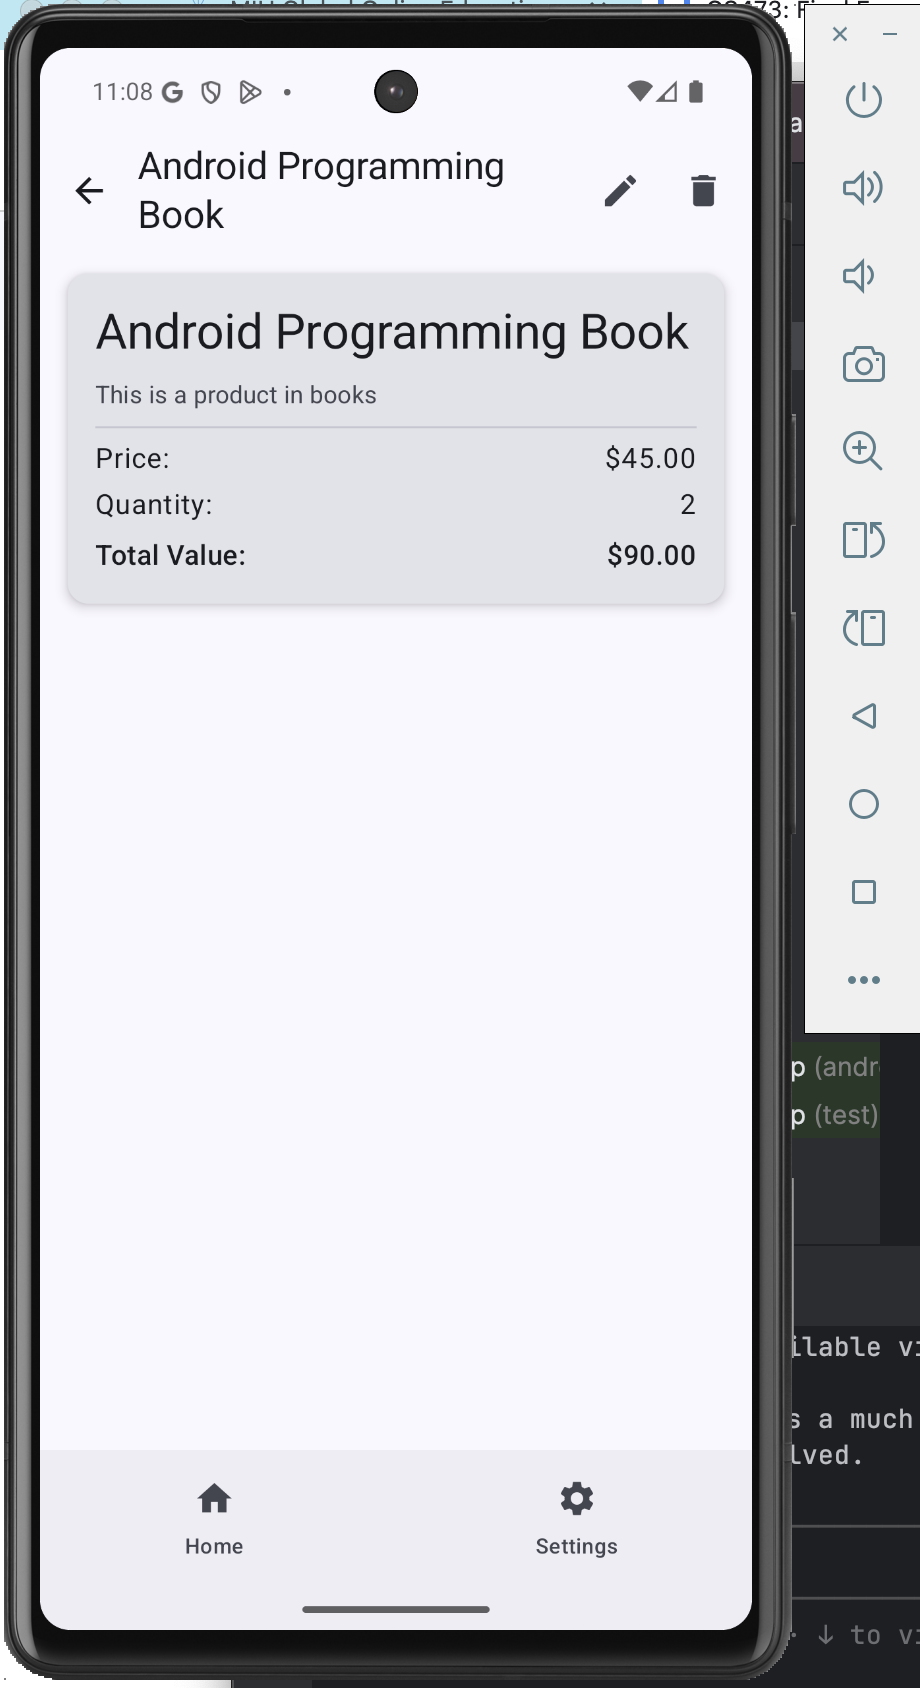 11:08
Android Programming
Book
Android Programming Book
This is a product in books
Price: $45.00
Quantity: 2
Total Value: $90.00
Home
Settings
p (andr
p (test)
ilable vi
s a much
lved.
↓ to vi